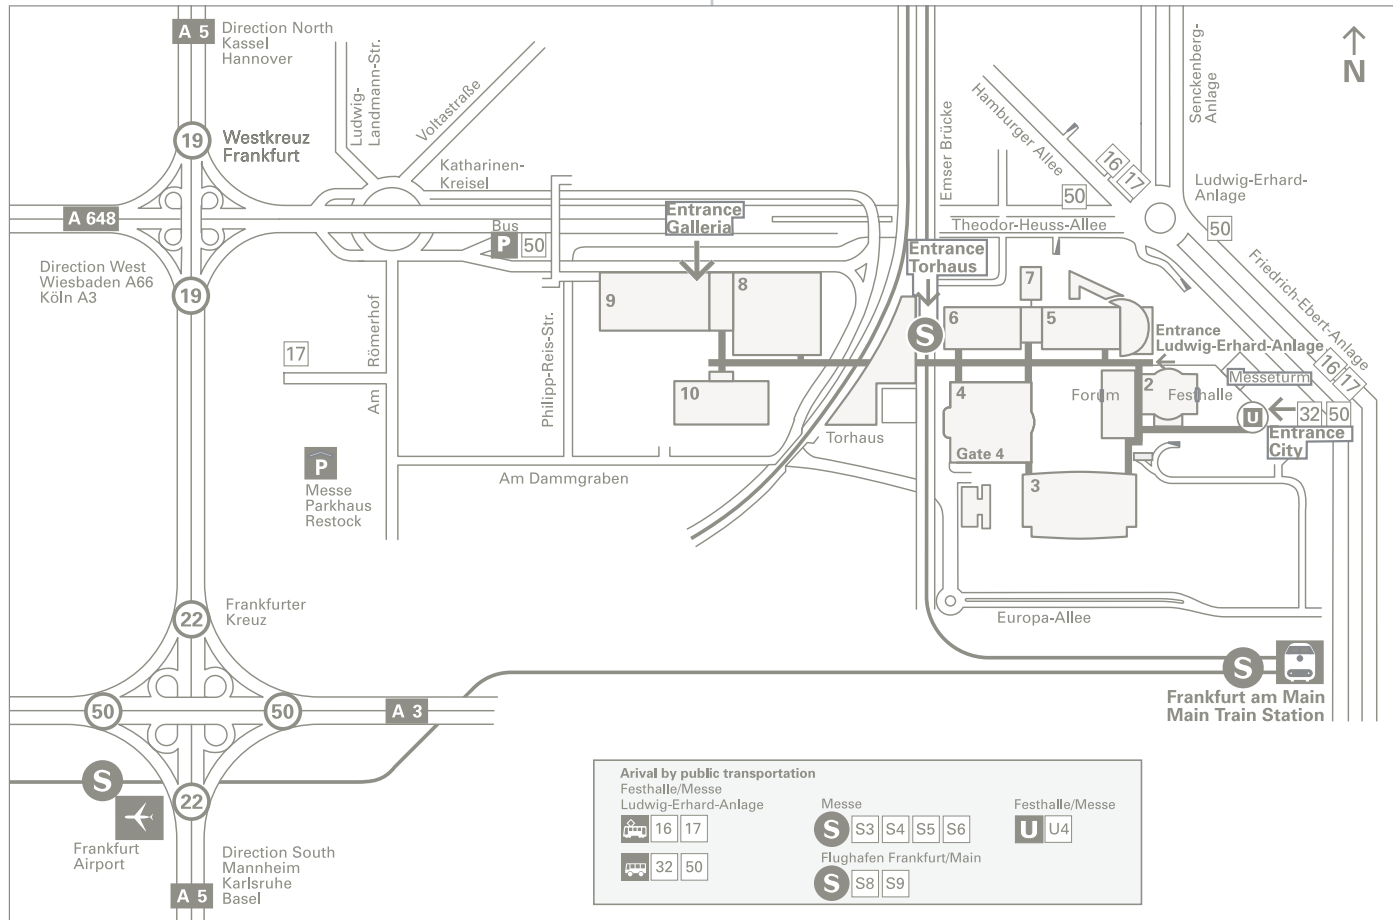 A 5
Direction North
Kassel
Hannover
Ludwig-
Landmann-Str.
Voltastraße
Emser Brücke
Hamburger Allee
Senckenberg-
Anlage
N
19
Westkreuz
Frankfurt
Katharinen-
Kreisel
16
17
50
Ludwig-Erhard-
Anlage
50
A 648
Bus
P
50
Entrance
Galleria
Theodor-Heuss-Allee
Entrance
Torhaus
Friedrich-Ebert-Anlage
Direction West
Wiesbaden A66
Köln A3
19
9
8
7
6
5
S
Entrance
Ludwig-Erhard-Anlage
17
Am Römerhof
Philipp-Reis-Str.
10
4
Forum
2
Festhalle
Messeturm
16
17
U
32
50
Entrance
City
Torhaus
Gate 4
3
P
Messe
Parkhaus
Restock
Am Dammgraben
22
Frankfurter
Kreuz
Europa-Allee
50
50
A 3
S
Frankfurt am Main
Main Train Station
S
22
Frankfurt
Airport
Direction South
Mannheim
Karlsruhe
Basel
A 5
Arival by public transportation
Festhalle/Messe
Ludwig-Erhard-Anlage
16 17
32 50
Messe
S S3 S4 S5 S6
Flughafen Frankfurt/Main
S S8 S9
Festhalle/Messe
U U4